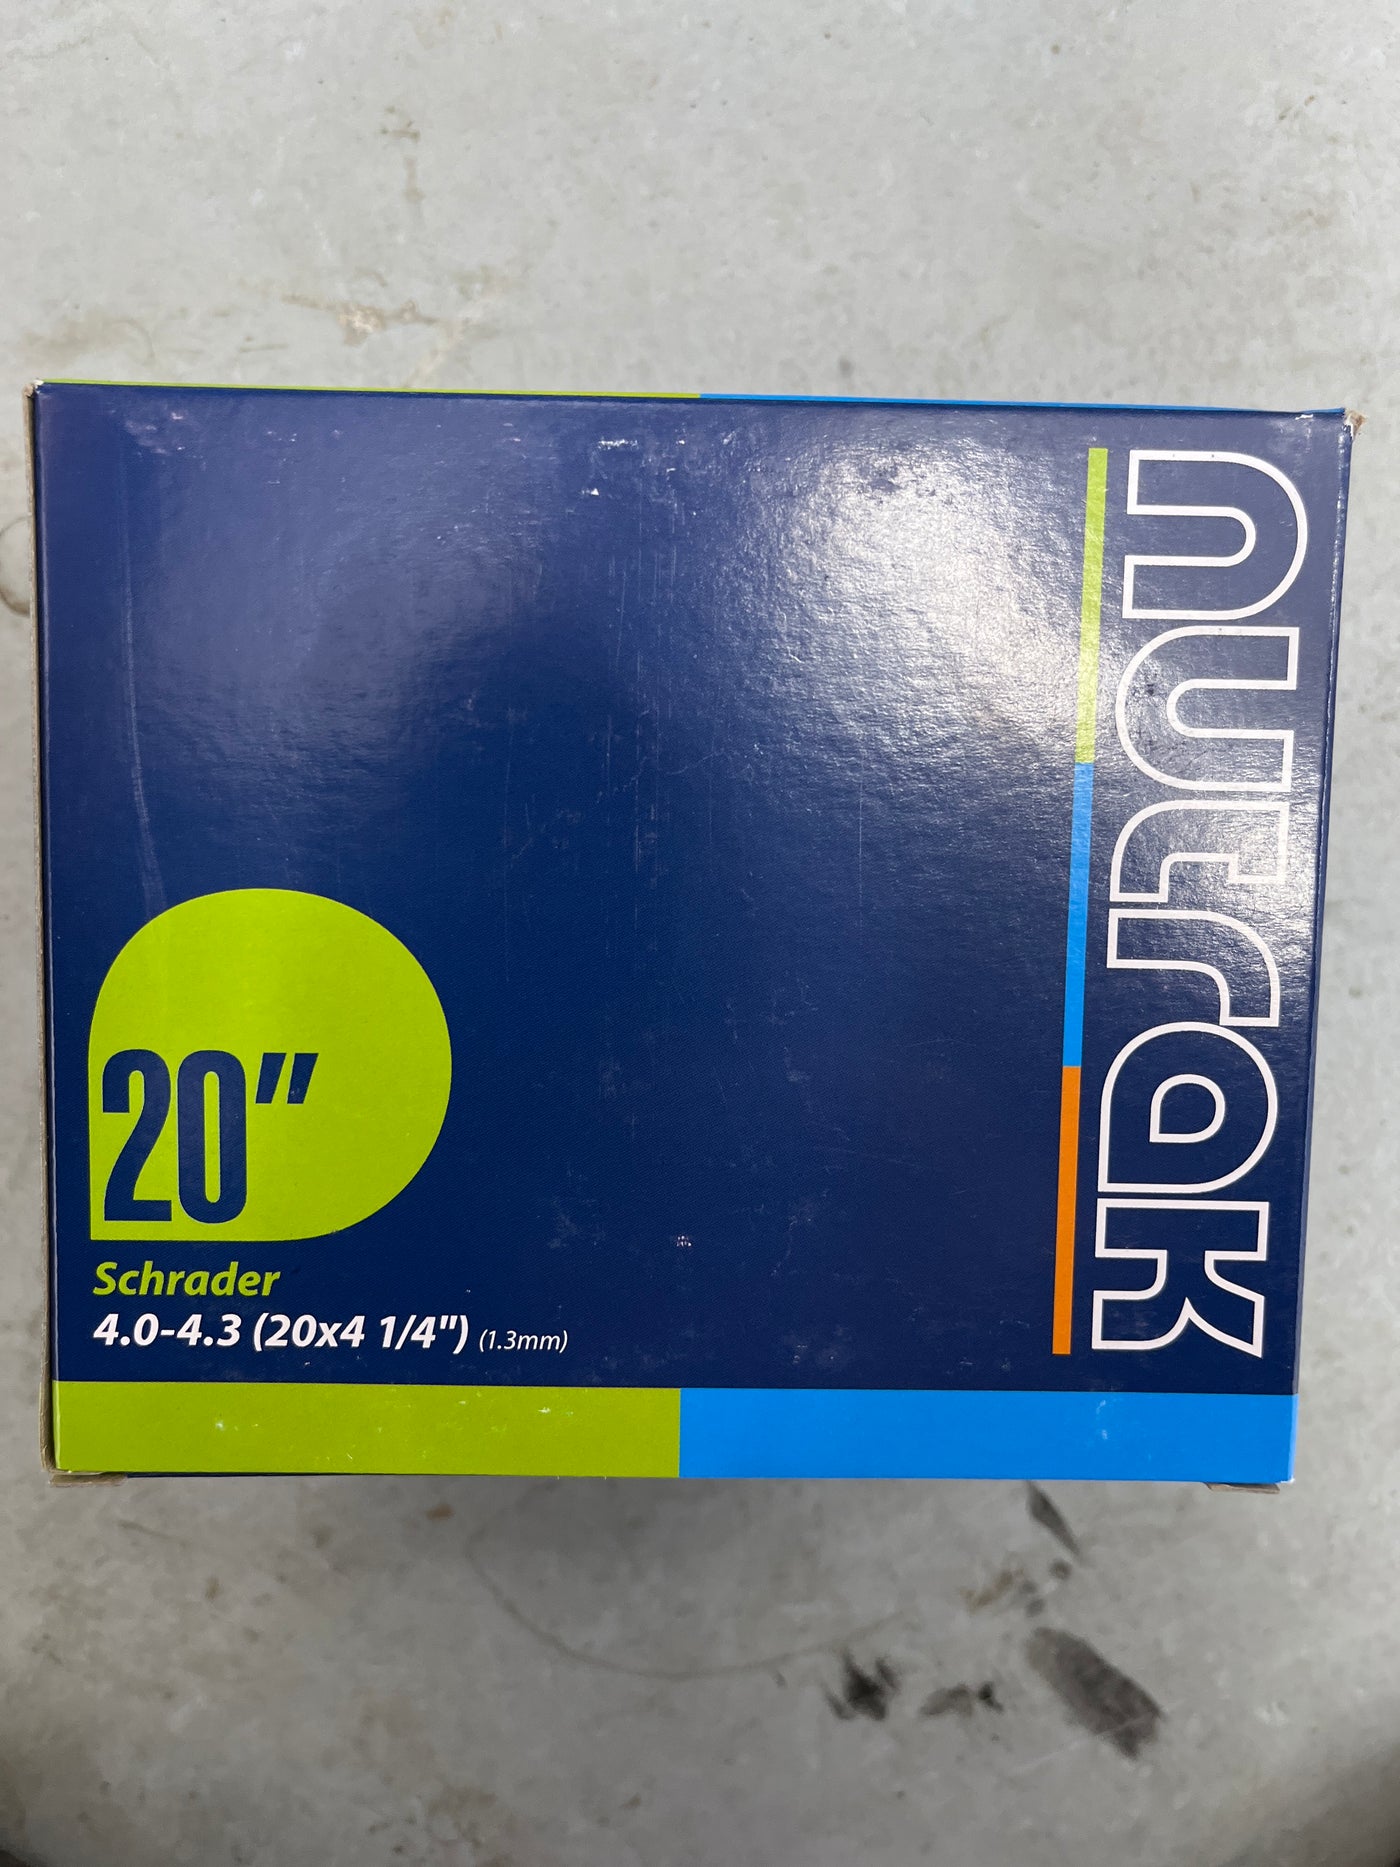 nutrak
20"
Schrader
4.0-4.3 (20x4 1/4") (1.3mm)